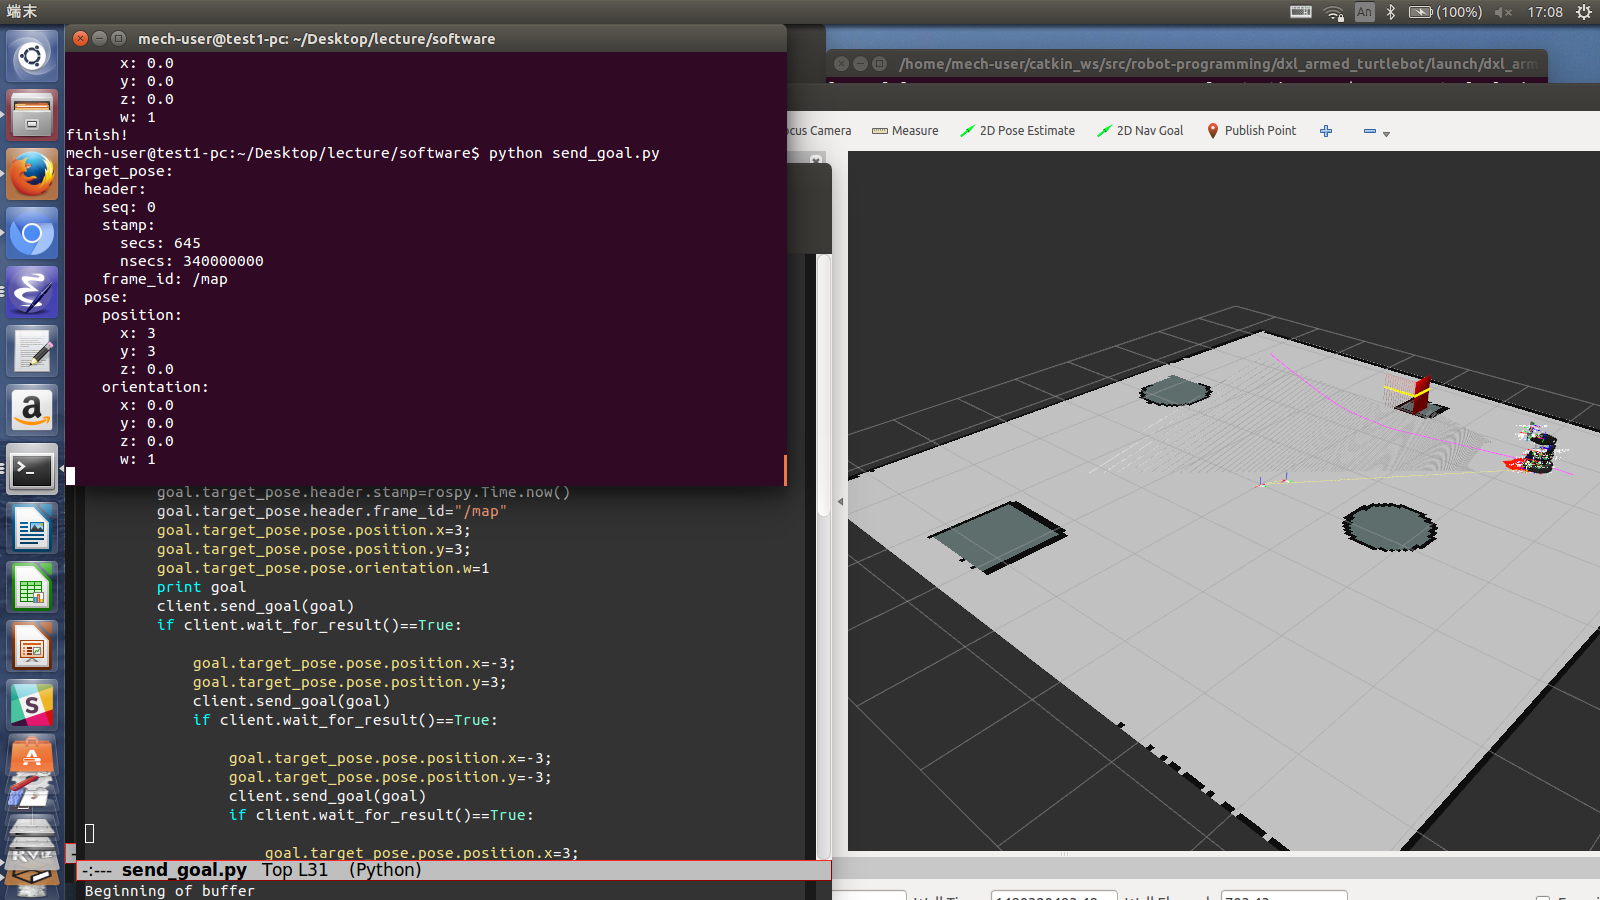 端末
An
(100%)
17:08
mech-user@test1-pc: ~/Desktop/lecture/software
x: 0.0
y: 0.0
z: 0.0
w: 1
finish!
mech-user@test1-pc:~/Desktop/lecture/software$ python send_goal.py
target_pose:
header:
seq: 0
stamp:
secs: 645
nsecs: 340000000
frame_id: /map
pose:
position:
x: 3
y: 3
z: 0.0
orientation:
x: 0.0
y: 0.0
z: 0.0
w: 1
goal.target_pose.header.stamp=rospy.Time.now()
goal.target_pose.header.frame_id="/map"
goal.target_pose.pose.position.x=3;
goal.target_pose.pose.position.y=3;
goal.target_pose.pose.orientation.w=1
print goal
client.send_goal(goal)
if client.wait_for_result()==True:
goal.target_pose.pose.position.x=-3;
goal.target_pose.pose.position.y=3;
client.send_goal(goal)
if client.wait_for_result()==True:
goal.target_pose.pose.position.x=-3;
goal.target_pose.pose.position.y=-3;
client.send_goal(goal)
if client.wait_for_result()==True:
goal.target_pose.pose.position.x=3;
-:--- send_goal.py Top L31 (Python)
Beginning of buffer
/home/mech-user/catkin_ws/src/robot-programming/dxl_armed_turtlebot/launch/dxl_arm
ocus Camera Measure 2D Pose Estimate 2D Nav Goal Publish Point